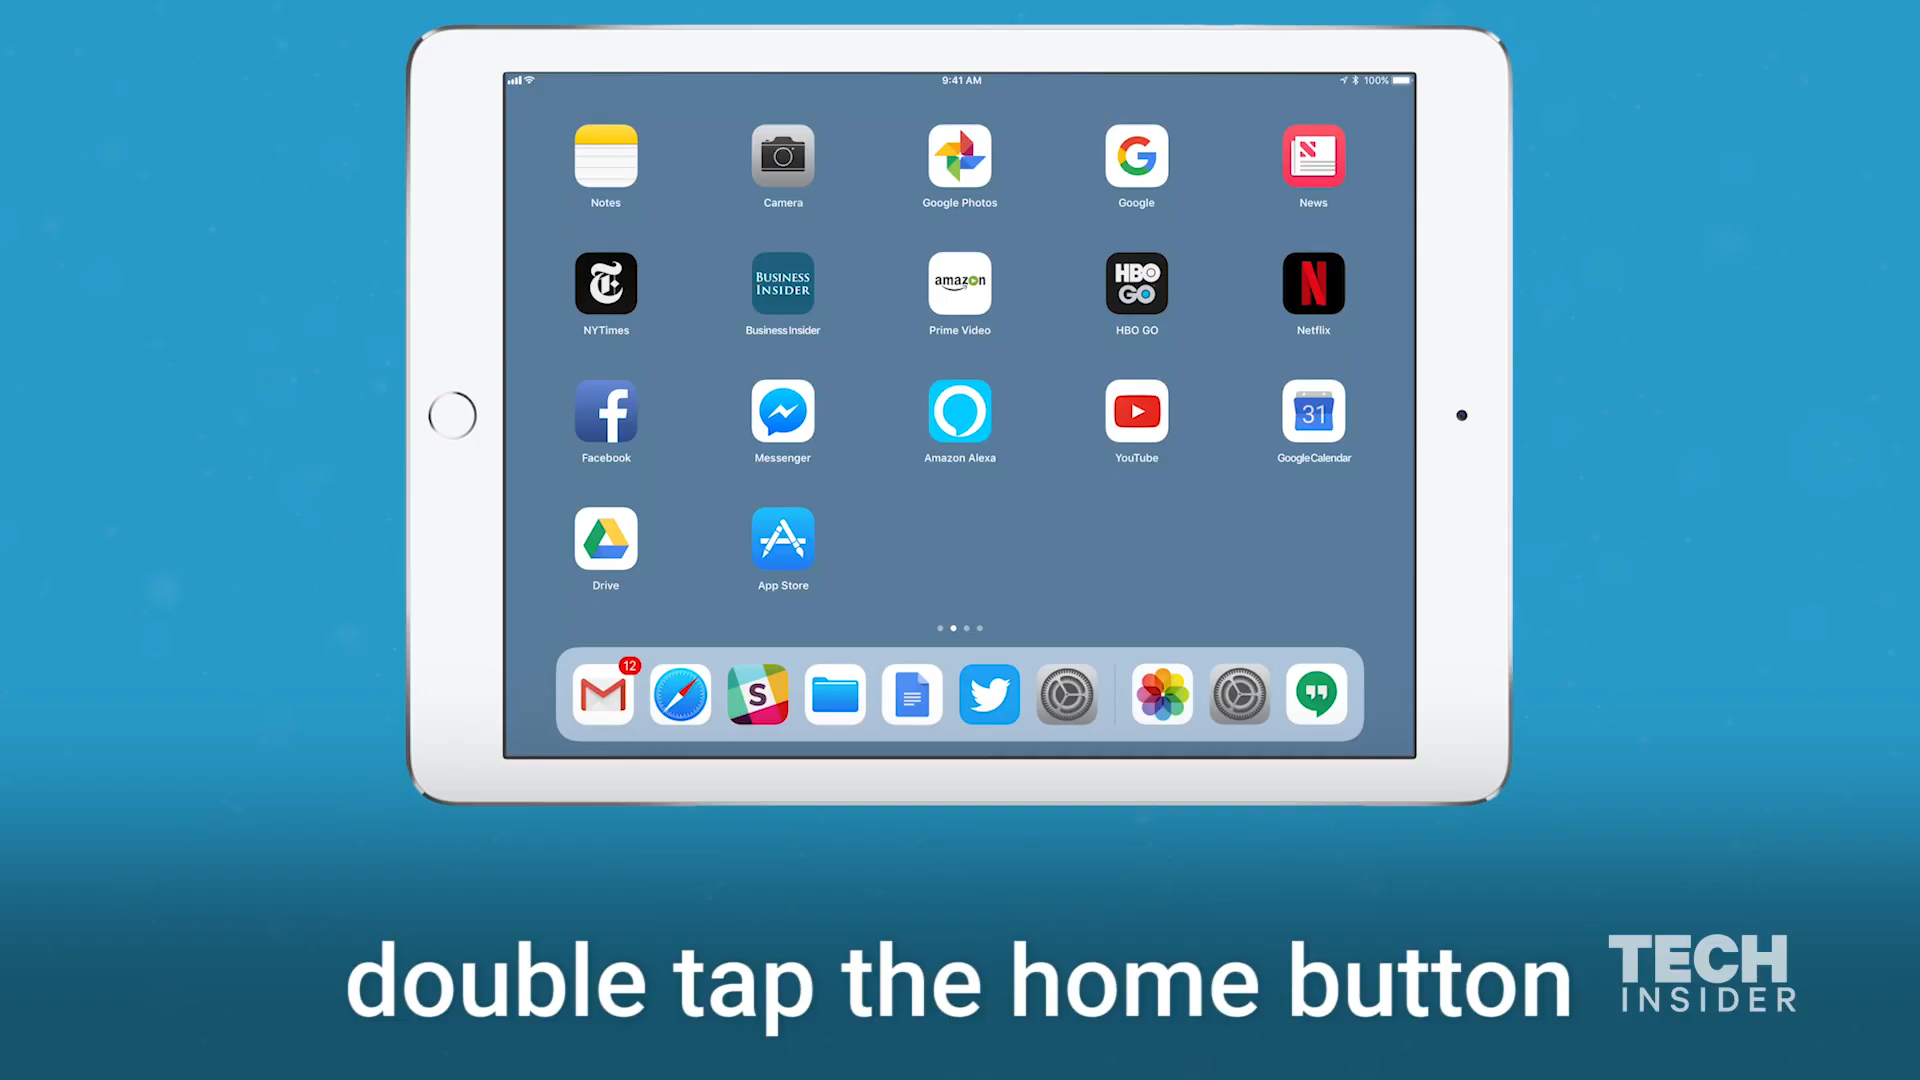 9:41 AM
100%
Notes
Camera
Google Photos
Google
News
N
T
BUSINESS
INSIDER
amazon
HBO
GO
N
NYTimes
Business Insider
Prime Video
HBO GO
Netflix
f
31
Facebook
Messenger
Amazon Alexa
YouTube
Google Calendar
Drive
App Store
12
M
S
double tap the home button
TECH
INSIDER